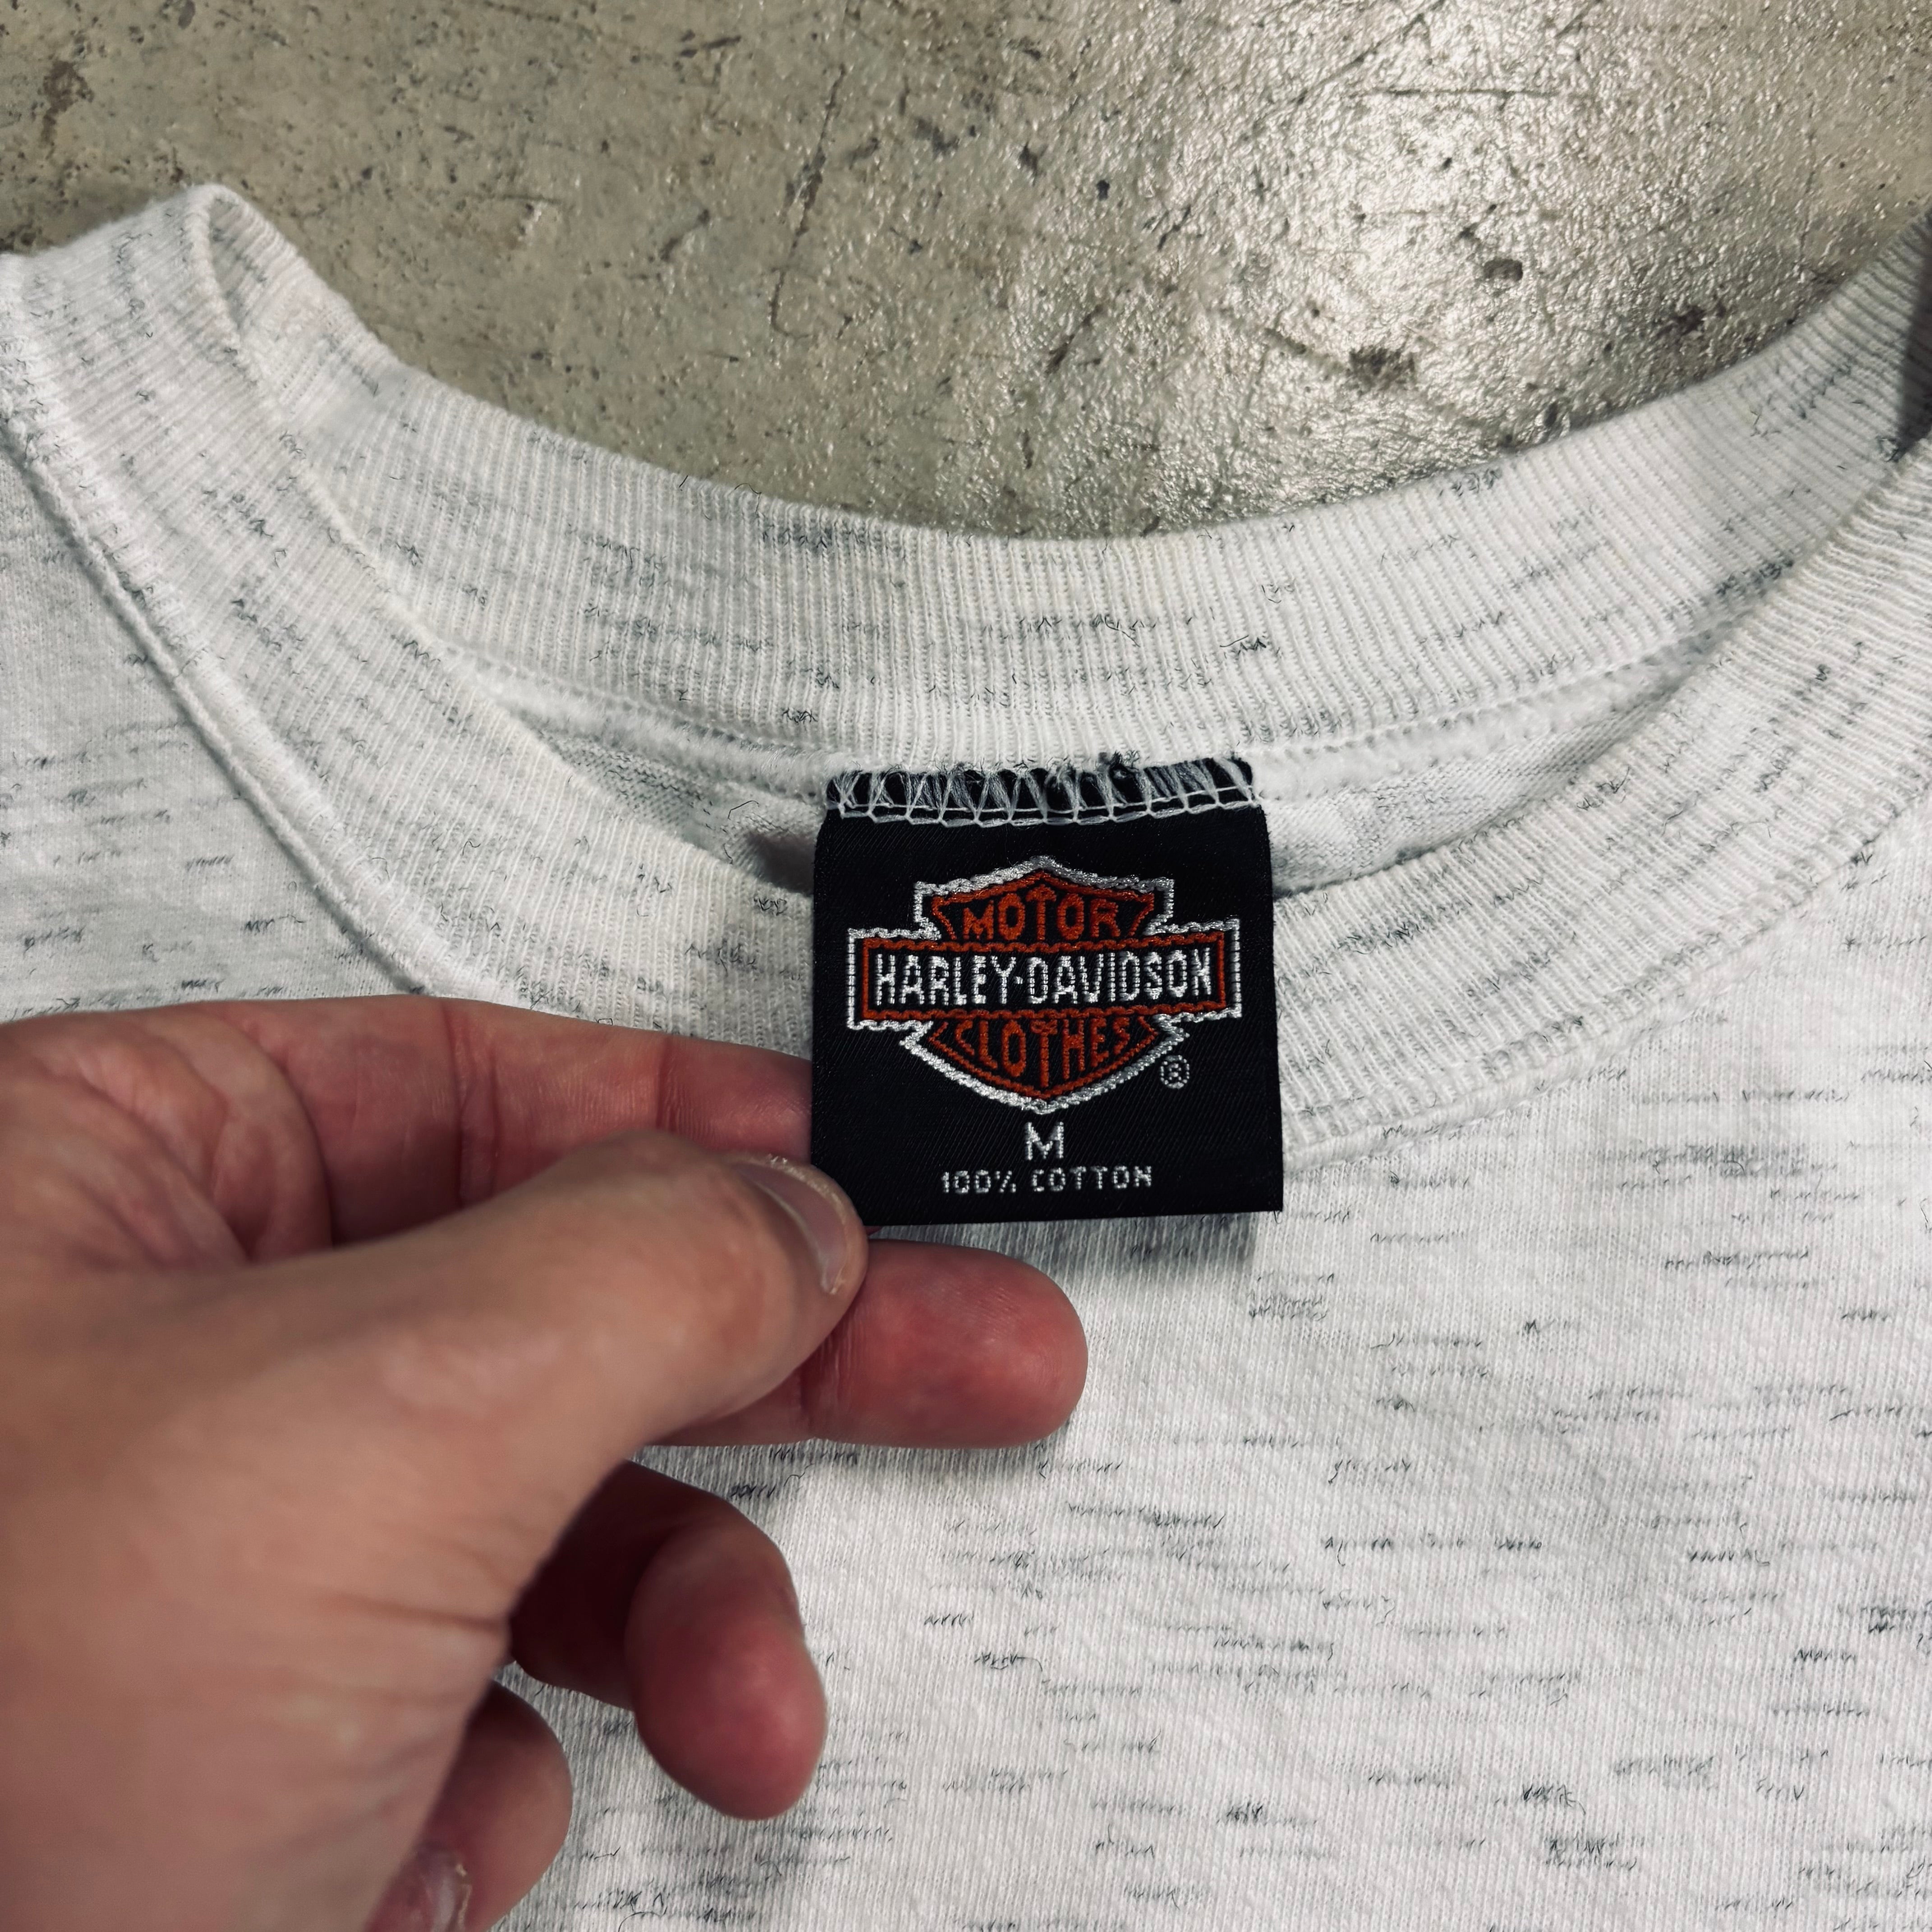 MOTOR
HARLEY-DAVIDSON
CLOTHES
®
M
100% COTTON